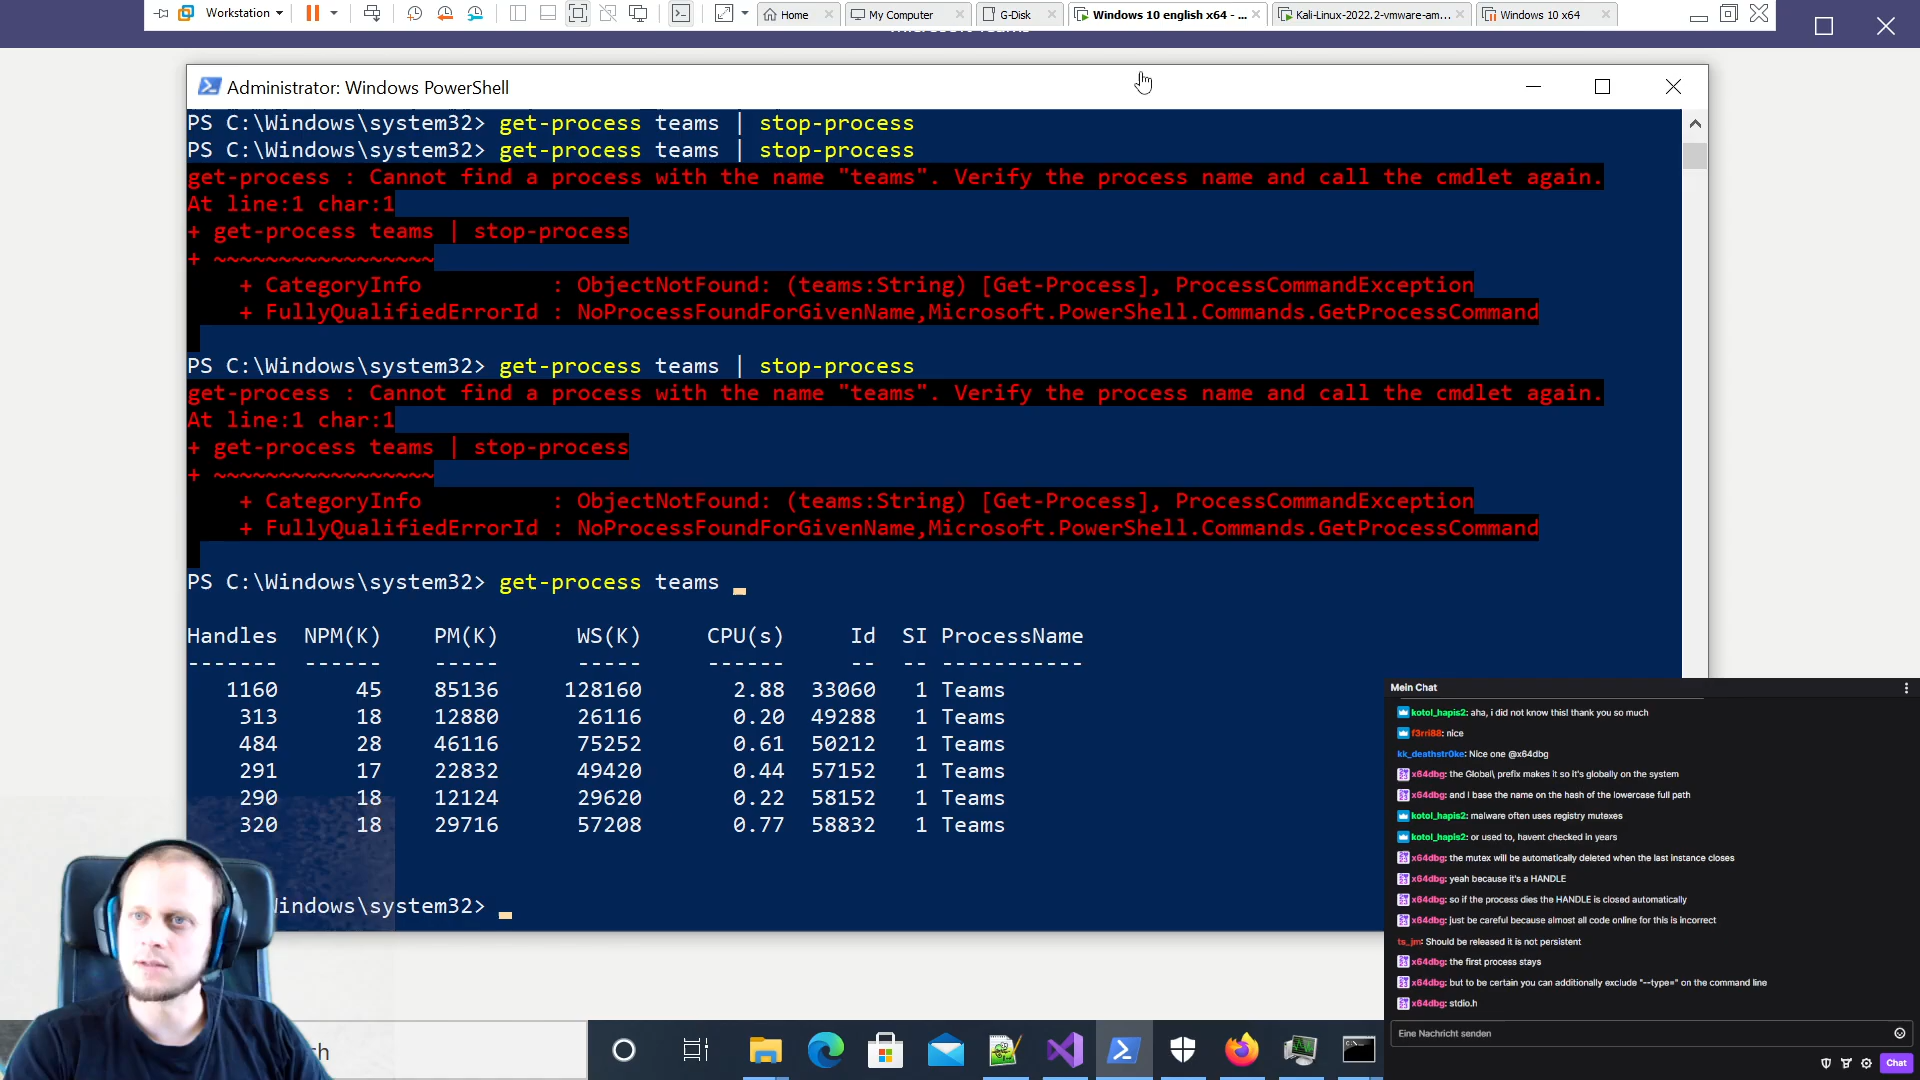 Workstation
Home
My Computer
G-Disk
Windows 10 english x64 - ...
Kali-Linux-2022.2-vmware-am...
Windows 10 x64
Administrator: Windows PowerShell
PS C:\Windows\system32> get-process teams | stop-process
PS C:\Windows\system32> get-process teams | stop-process
get-process : Cannot find a process with the name "teams". Verify the process name and call the cmdlet again.
At line:1 char:1
+ get-process teams | stop-process
+ ~~~~~~~~~~~~~~~~~
+ CategoryInfo : ObjectNotFound: (teams:String) [Get-Process], ProcessCommandException
+ FullyQualifiedErrorId : NoProcessFoundForGivenName,Microsoft.PowerShell.Commands.GetProcessCommand
PS C:\Windows\system32> get-process teams | stop-process
get-process : Cannot find a process with the name "teams". Verify the process name and call the cmdlet again.
At line:1 char:1
+ get-process teams | stop-process
+ ~~~~~~~~~~~~~~~~~
+ CategoryInfo : ObjectNotFound: (teams:String) [Get-Process], ProcessCommandException
+ FullyQualifiedErrorId : NoProcessFoundForGivenName,Microsoft.PowerShell.Commands.GetProcessCommand
PS C:\Windows\system32> get-process teams _
Handles NPM(K) PM(K) WS(K) CPU(s) Id SI ProcessName
------- ------ ----- ----- ------ -- -- -----------
1160 45 85136 128160 2.88 33060 1 Teams
313 18 12880 26116 0.20 49288 1 Teams
484 28 46116 75252 0.61 50212 1 Teams
291 17 22832 49420 0.44 57152 1 Teams
290 18 12124 29620 0.22 58152 1 Teams
320 18 29716 57208 0.77 58832 1 Teams
indows\system32> _
Mein Chat
kotol_hapis2: aha, i did not know this! thank you so much
f3rri88: nice
kk_deathstr0ke: Nice one @x64dbg
x64dbg: the Global\ prefix makes it so it's globally on the system
x64dbg: and I base the name on the hash of the lowercase full path
kotol_hapis2: malware often uses registry mutexes
kotol_hapis2: or used to, havent checked in years
x64dbg: the mutex will be automatically deleted when the last instance closes
x64dbg: yeah because it's a HANDLE
x64dbg: so if the process dies the HANDLE is closed automatically
x64dbg: just be careful because almost all code online for this is incorrect
ts_jm: Should be released it is not persistent
x64dbg: the first process stays
x64dbg: but to be certain you can additionally exclude "--type=" on the command line
x64dbg: stdio.h
Eine Nachricht senden
Chat
ch